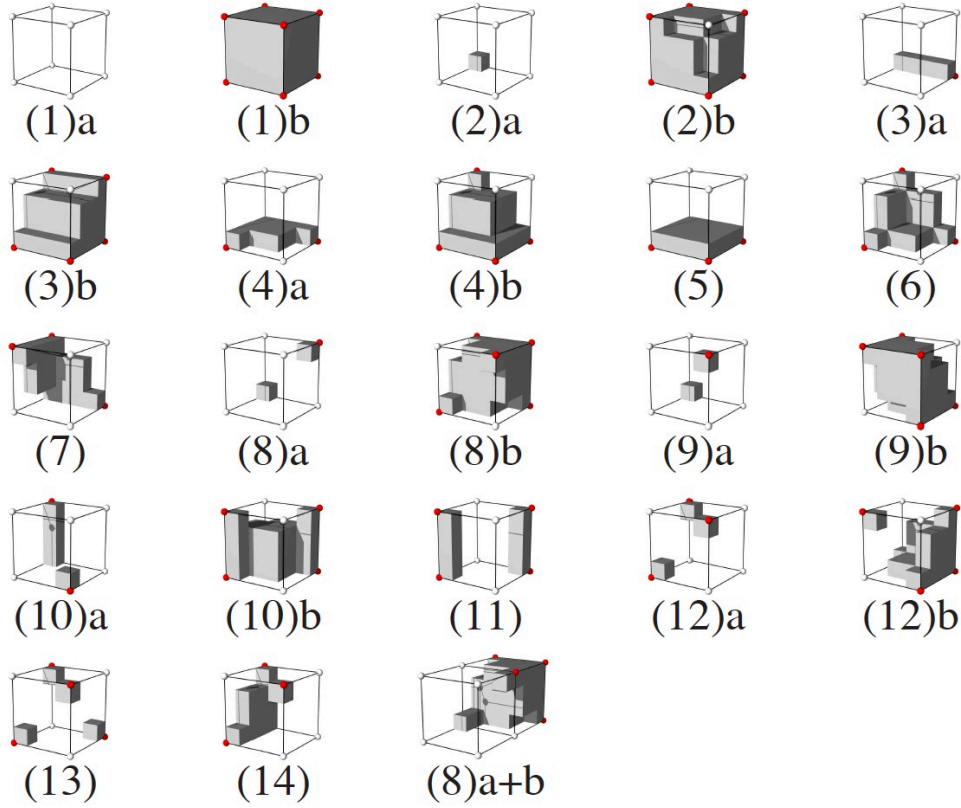 (1)a (1)b (2)a (2)b (3)a
(3)b (4)a (4)b (5) (6)
(7) (8)a (8)b (9)a (9)b
(10)a (10)b (11) (12)a (12)b
(13) (14) (8)a+b